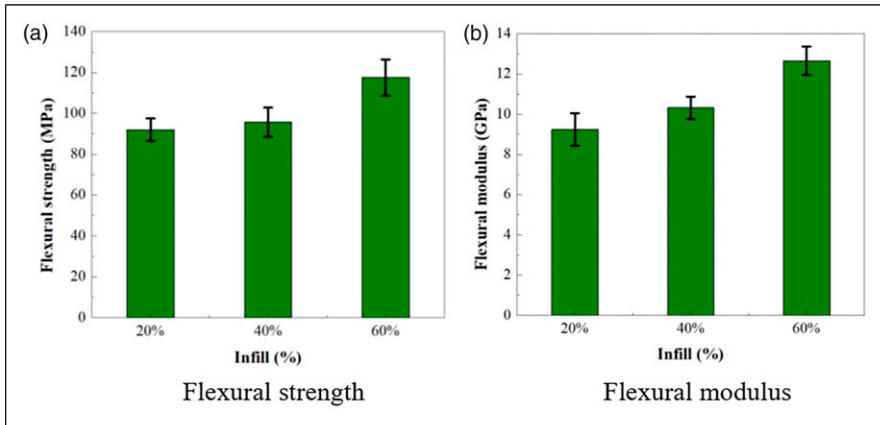 (a)
140
120
100
80
60
40
20
0
Flexural strength (MPa)
20% 40% 60%
Infill (%)
Flexural strength
(b)
14
12
10
8
6
4
2
0
Flexural modulus (GPa)
20% 40% 60%
Infill (%)
Flexural modulus